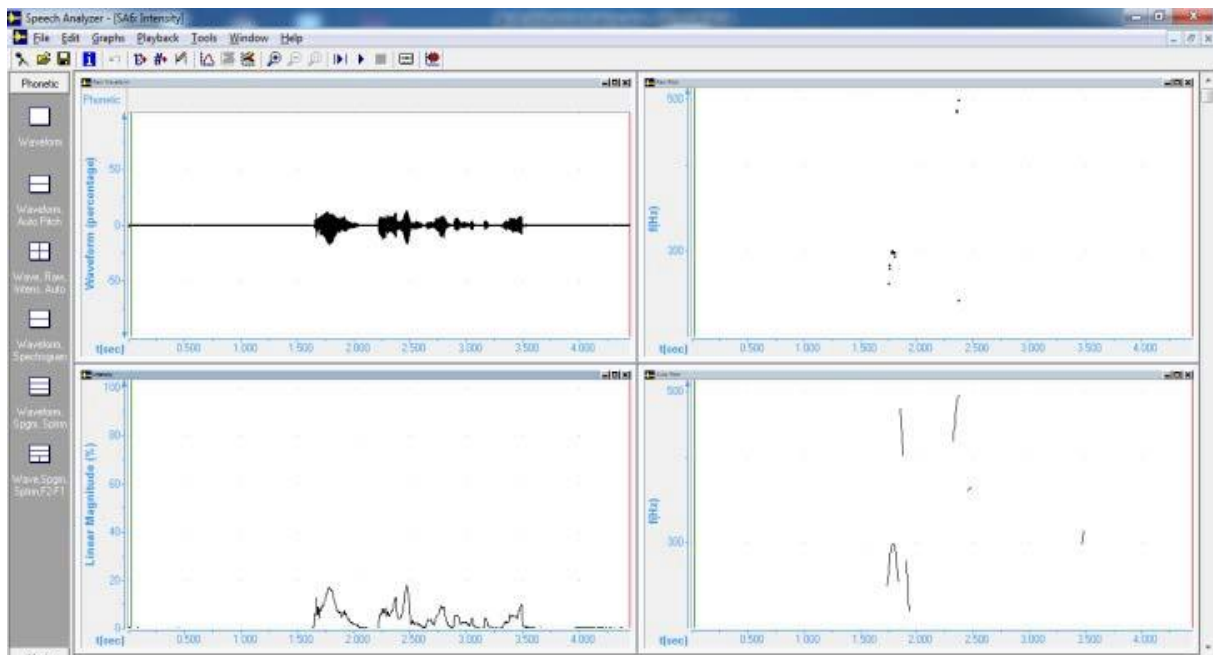 Speech Analyzer - [SA6: Intensity]
File Edit Graphs Playback Tools Window Help
Phonetic
Waveform
Waveform, Auto Pitch
Wave, Raw, Intens. Auto
Waveform, Spectrogram
Waveform, Spgm, Sptrm
Wave, Spgm, Sptrm, F2-F1
Phonetic
Waveform (percentage)
50
0
-50
t(sec) 0.500 1.000 1.500 2.000 2.500 3.000 3.500 4.000
f(Hz)
500
300
t(sec) 0.500 1.000 1.500 2.000 2.500 3.000 3.500 4.000
Linear Magnitude (%)
100
80
60
40
20
0
t(sec) 0.500 1.000 1.500 2.000 2.500 3.000 3.500 4.000
f(Hz)
500
300
t(sec) 0.500 1.000 1.500 2.000 2.500 3.000 3.500 4.000